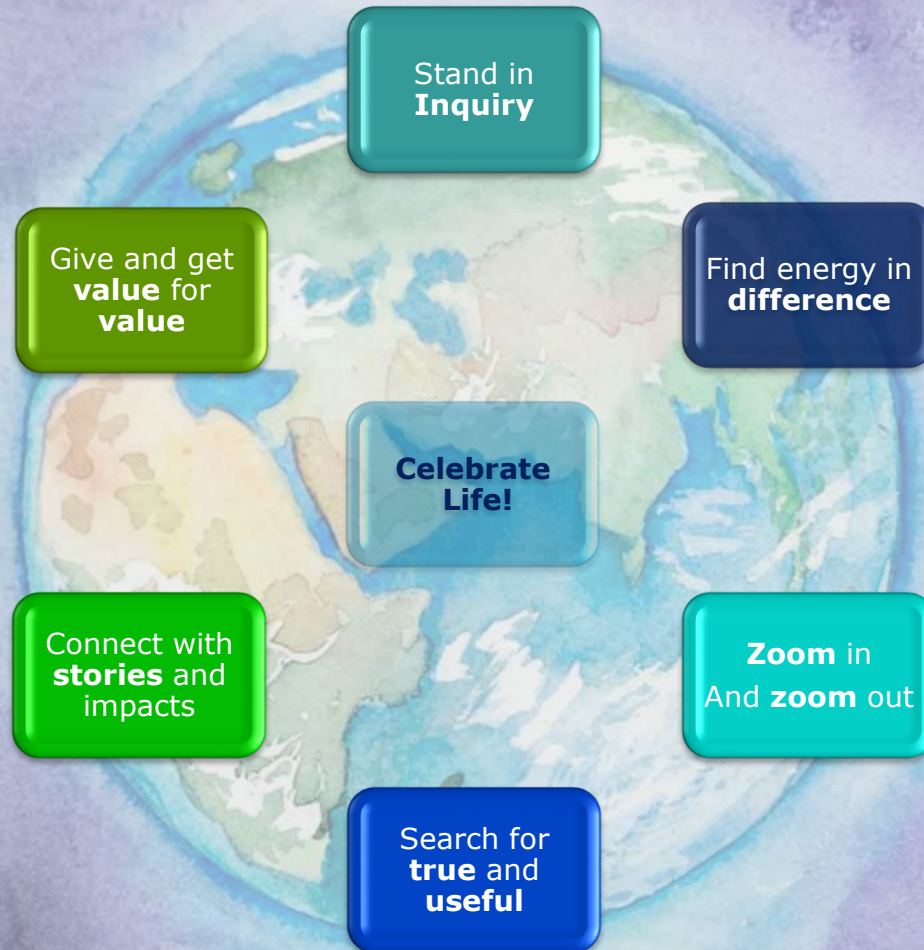 Stand in
Inquiry
Give and get
value for
value
Find energy in
difference
Celebrate
Life!
Connect with
stories and
impacts
Zoom in
And zoom out
Search for
true and
useful